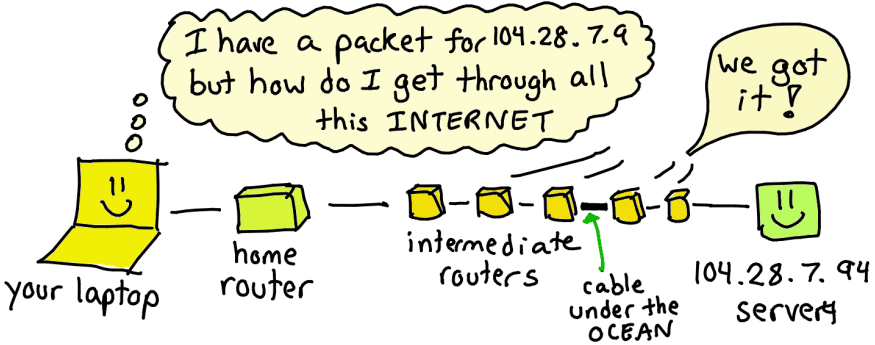 I have a packet for 104.28.7.9
but how do I get through all
this INTERNET
we got
it!
your laptop
home
router
intermediate
routers
cable
under the
OCEAN
104.28.7.94
server